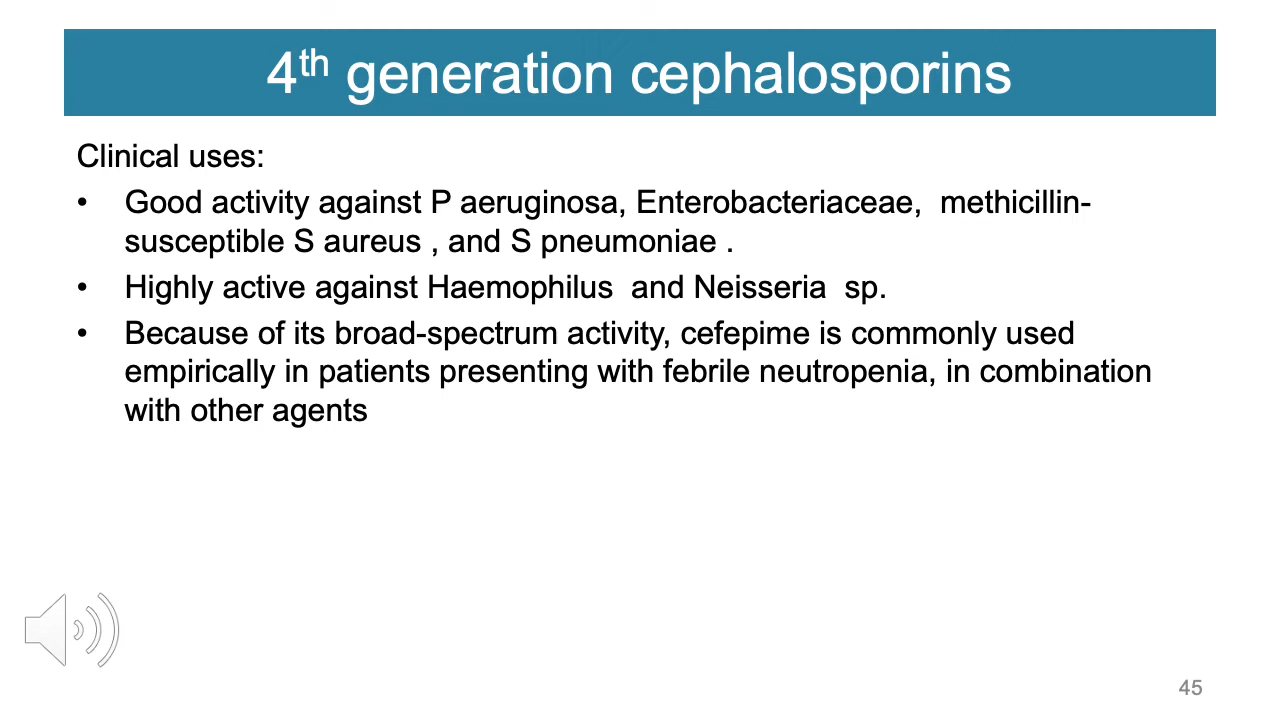 4th generation cephalosporins
Clinical uses:
• Good activity against P aeruginosa, Enterobacteriaceae,  methicillin-
susceptible S aureus , and S pneumoniae .
• Highly active against Haemophilus  and Neisseria  sp.
• Because of its broad-spectrum activity, cefepime is commonly used
empirically in patients presenting with febrile neutropenia, in combination
with other agents
45